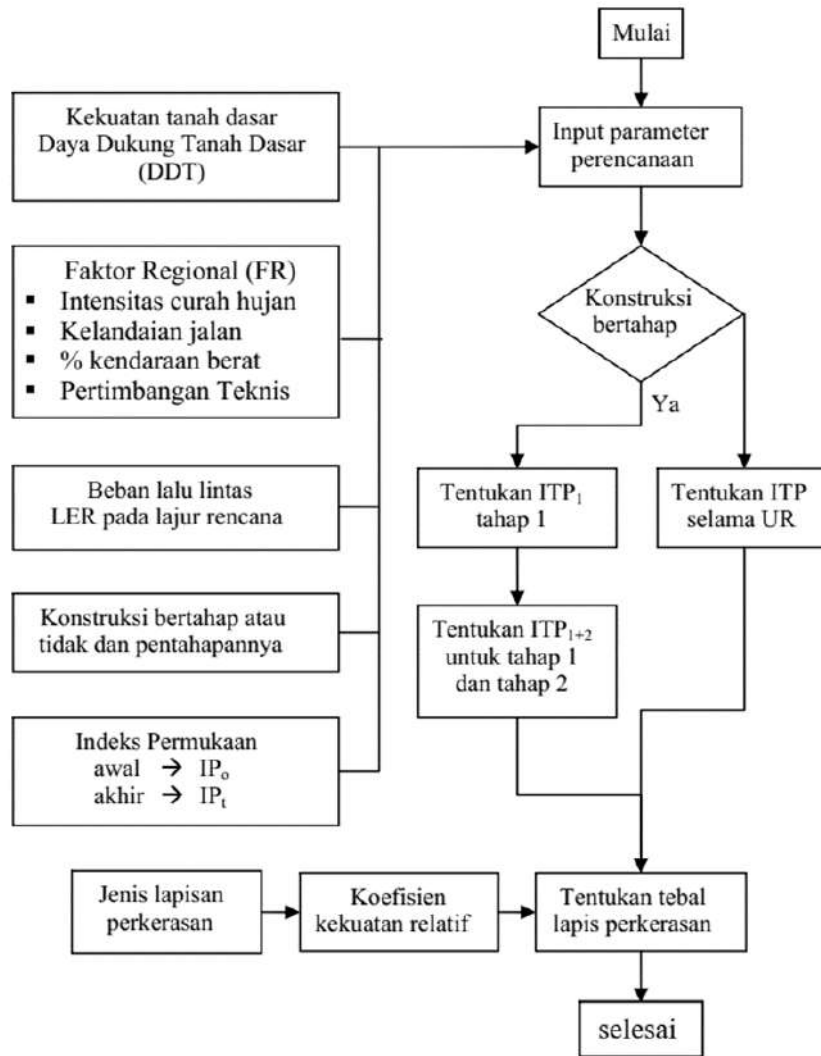 Mulai
Input parameter
perencanaan
Kekuatan tanah dasar
Daya Dukung Tanah Dasar
(DDT)
Faktor Regional (FR)
▪ Intensitas curah hujan
▪ Kelandaian jalan
▪ % kendaraan berat
▪ Pertimbangan Teknis
Beban lalu lintas
LER pada lajur rencana
Konstruksi bertahap atau
tidak dan pentahapannya
Indeks Permukaan
awal → IPₒ
akhir → IPₜ
Konstruksi
bertahap
Ya
Tentukan ITP₁
tahap 1
Tentukan ITP₁₊₂
untuk tahap 1
dan tahap 2
Tentukan ITP
selama UR
Jenis lapisan
perkerasan
Koefisien
kekuatan relatif
Tentukan tebal
lapis perkerasan
selesai